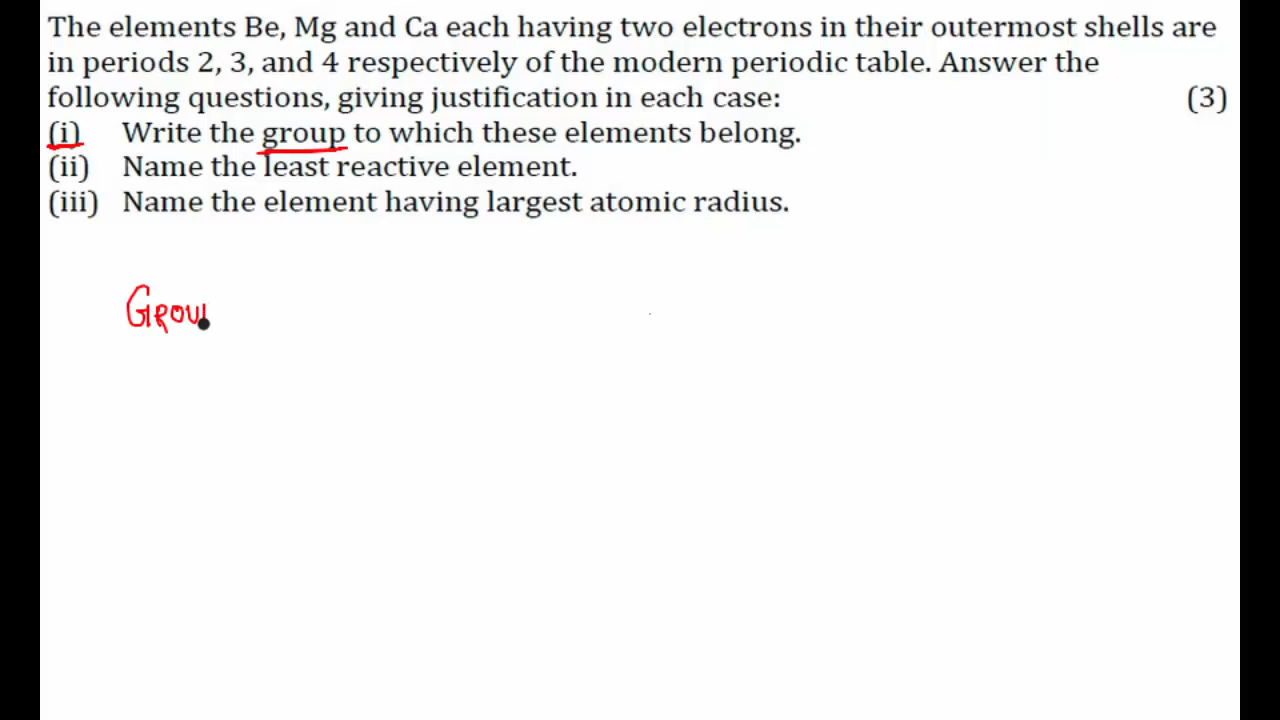 The elements Be, Mg and Ca each having two electrons in their outermost shells are
in periods 2, 3, and 4 respectively of the modern periodic table. Answer the
following questions, giving justification in each case: (3)
(i) Write the group to which these elements belong.
(ii) Name the least reactive element.
(iii) Name the element having largest atomic radius.
GROU